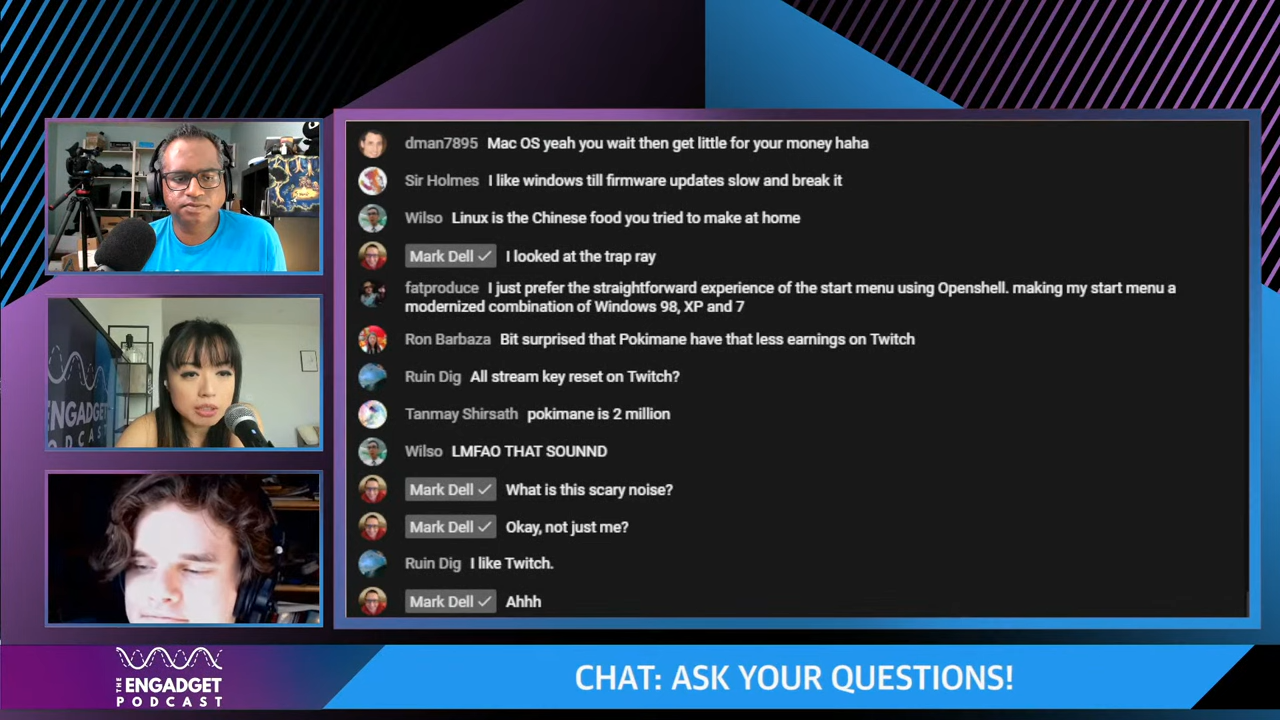 dman7895 Mac OS yeah you wait then get little for your money haha
Sir Holmes I like windows till firmware updates slow and break it
Wilso Linux is the Chinese food you tried to make at home
Mark Dell I looked at the trap ray
fatproduce I just prefer the straightforward experience of the start menu using Openshell. making my start menu a
modernized combination of Windows 98, XP and 7
Ron Barbaza Bit surprised that Pokimane have that less earnings on Twitch
Ruin Dig All stream key reset on Twitch?
Tanmay Shirsath pokimane is 2 million
Wilso LMFAO THAT SOUNND
Mark Dell What is this scary noise?
Mark Dell Okay, not just me?
Ruin Dig I like Twitch.
Mark Dell Ahhh
ENGADGET
PODCAST
THE
ENGADGET
PODCAST
CHAT: ASK YOUR QUESTIONS!